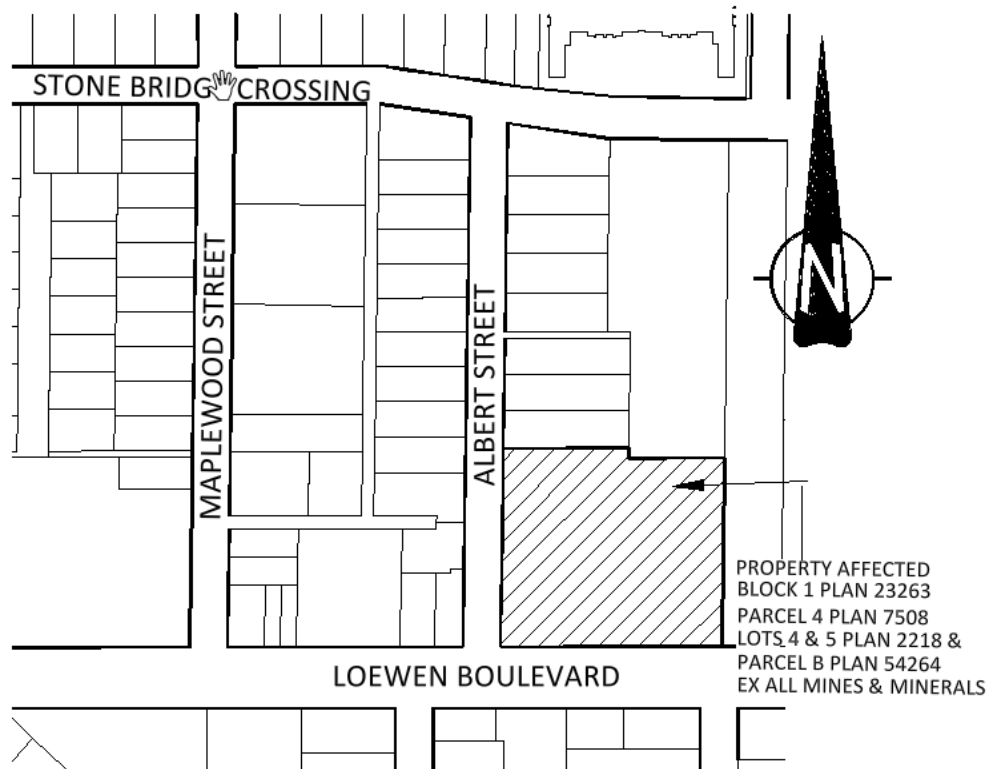 STONE BRIDG CROSSING
MAPLEWOOD STREET
ALBERT STREET
N
PROPERTY AFFECTED
BLOCK 1 PLAN 23263
PARCEL 4 PLAN 7508
LOTS 4 & 5 PLAN 2218 &
PARCEL B PLAN 54264
EX ALL MINES & MINERALS
LOEWEN BOULEVARD